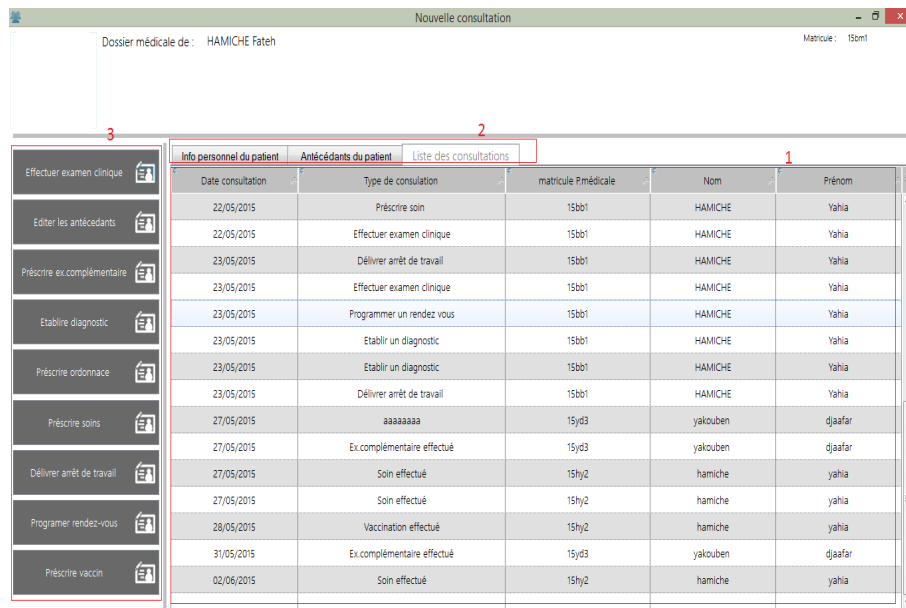 Nouvelle consultation
Dossier médicale de : HAMICHE Fateh Matricule : 15bm1
3 2 1
Info personnel du patient Antécédants du patient Liste des consultations
Effectuer examen clinique
Editer les antécedants
Préscrire ex.complémentaire
Etablire diagnostic
Préscrire ordonnace
Préscrire soins
Délivrer arrêt de travail
Programer rendez-vous
Préscrire vaccin
Date consultation Type de consulation matricule P.médicale Nom Prénom
22/05/2015 Préscrire soin 15bb1 HAMICHE Yahia
22/05/2015 Effectuer examen clinique 15bb1 HAMICHE Yahia
23/05/2015 Délivrer arrêt de travail 15bb1 HAMICHE Yahia
23/05/2015 Effectuer examen clinique 15bb1 HAMICHE Yahia
23/05/2015 Programmer un rendez vous 15bb1 HAMICHE Yahia
23/05/2015 Etablir un diagnostic 15bb1 HAMICHE Yahia
23/05/2015 Etablir un diagnostic 15bb1 HAMICHE Yahia
23/05/2015 Délivrer arrêt de travail 15bb1 HAMICHE Yahia
27/05/2015 aaaaaaaa 15yd3 yakouben djaafar
27/05/2015 Ex.complémentaire effectué 15yd3 yakouben djaafar
27/05/2015 Soin effectué 15hy2 hamiche yahia
27/05/2015 Soin effectué 15hy2 hamiche yahia
28/05/2015 Vaccination effectué 15hy2 hamiche yahia
31/05/2015 Ex.complémentaire effectué 15yd3 yakouben djaafar
02/06/2015 Soin effectué 15hy2 hamiche yahia